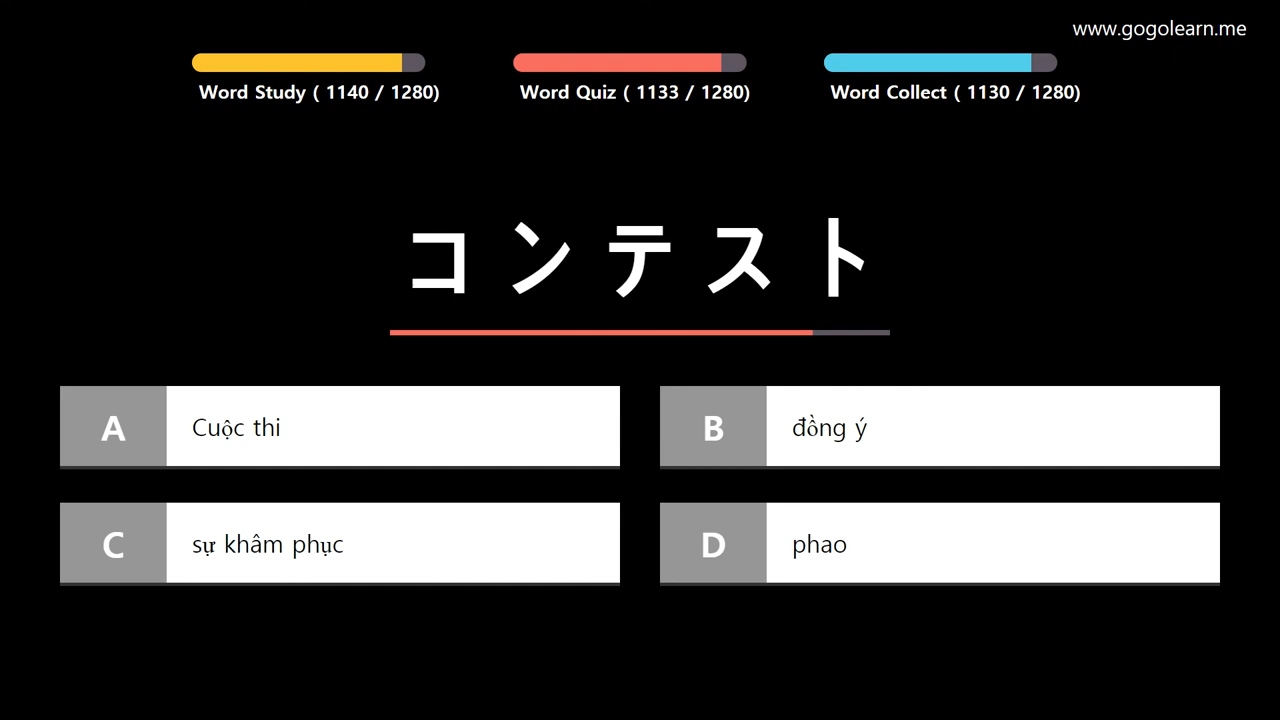 www.gogolearn.me
Word Study ( 1140 / 1280)
Word Quiz ( 1133 / 1280)
Word Collect ( 1130 / 1280)
コンテスト
A Cuộc thi
B đồng ý
C sự khâm phục
D phao